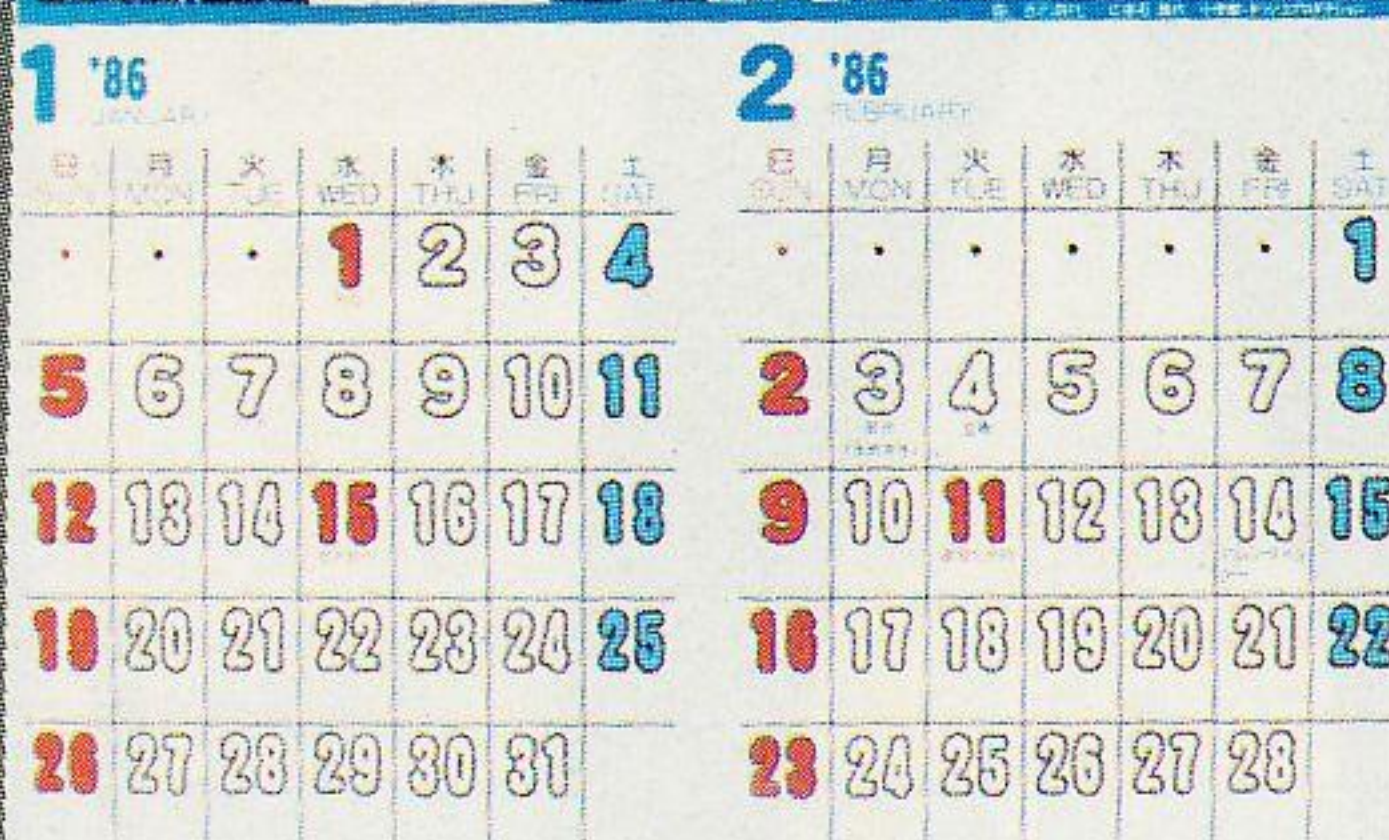 1 '86
JANUARY
日 月 火 水 木 金 土
SUN MON TUE WED THU FRI SAT
1 2 3 4
5 6 7 8 9 10 11
12 13 14 15 16 17 18
19 20 21 22 23 24 25
26 27 28 29 30 31
2 '86
FEBRUARY
日 月 火 水 木 金 土
SUN MON TUE WED THU FRI SAT
1
2 3 4 5 6 7 8
9 10 11 12 13 14 15
16 17 18 19 20 21 22
23 24 25 26 27 28